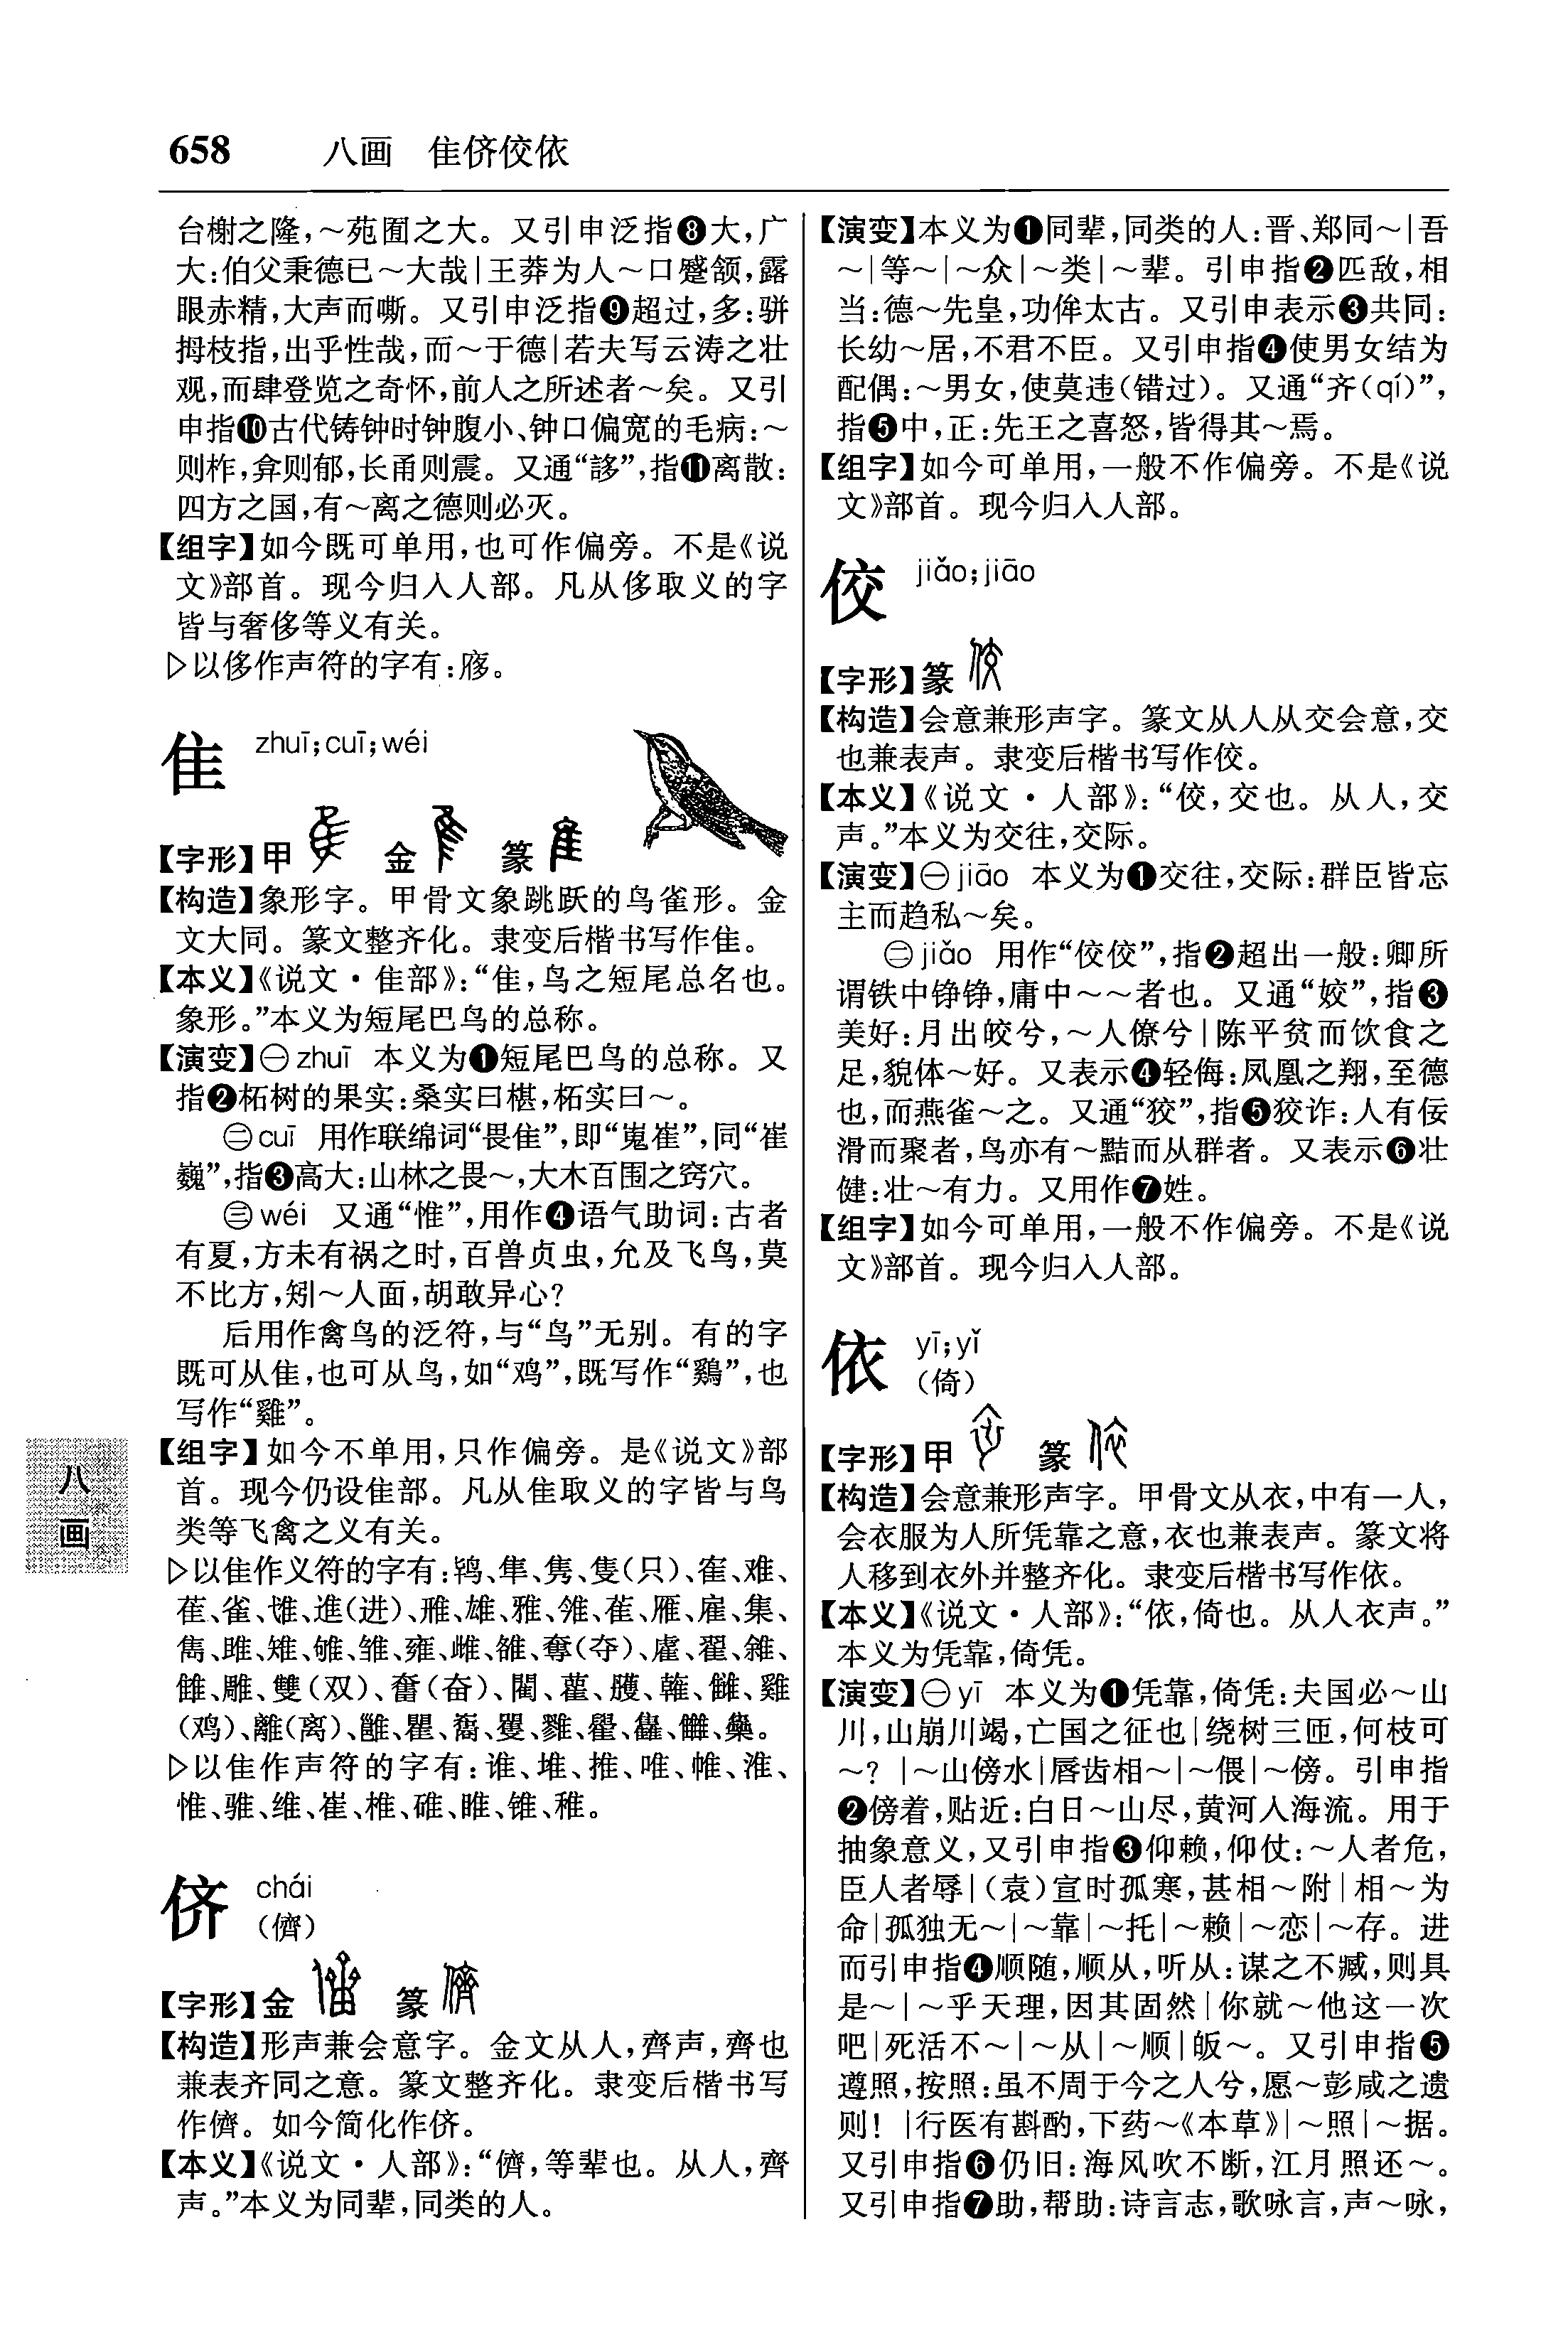 658 八画 隹侪佼依
台榭之隆,～苑囿之大。又引申泛指❽大,广
大:伯父秉德已～大哉|王莽为人～口蹷颔,露
眼赤精,大声而嘶。又引申泛指❾超过,多:骈
拇枝指,出乎性哉,而～于德|若夫写云涛之壮
观,而肆登览之奇怀,前人之所述者～矣。又引
申指❿古代铸钟时钟腹小、钟口偏宽的毛病:～
则柞,弇则郁,长甬则震。又通“誃”,指⓫离散:
四方之国,有～离之德则必灭。
【组字】如今既可单用,也可作偏旁。不是《说
文》部首。现今归入人部。凡从侈取义的字
皆与奢侈等义有关。
▷以侈作声符的字有:㢋。
隹 zhuī;cuī;wéi
【字形】甲 金 篆
【构造】象形字。甲骨文象跳跃的鸟雀形。金
文大同。篆文整齐化。隶变后楷书写作隹。
【本义】《说文·隹部》:“隹,鸟之短尾总名也。
象形。”本义为短尾巴鸟的总称。
【演变】㊀zhuī 本义为❶短尾巴鸟的总称。又
指❷柘树的果实:桑实曰椹,柘实曰～。
㊁cuī 用作联绵词“畏隹”,即“嵬崔”,同“崔
巍”,指❸高大:山林之畏～,大木百围之窍穴。
㊂wéi 又通“惟”,用作❹语气助词:古者
有夏,方未有祸之时,百兽贞虫,允及飞鸟,莫
不比方,矧～人面,胡敢异心?
后用作禽鸟的泛符,与“鸟”无别。有的字
既可从隹,也可从鸟,如“鸡”,既写作“鷄”,也
写作“雞”。
【组字】如今不单用,只作偏旁。是《说文》部
首。现今仍设隹部。凡从隹取义的字皆与鸟
类等飞禽之义有关。
▷以隹作义符的字有:鸨、隼、隽、隻(只)、寉、难、
萑、雀、雉、進(进)、雃、雄、雅、雓、雈、雁、雇、集、
雋、雎、雉、雊、雏、雍、雌、雒、奪(夺)、雐、翟、雜、
雔、雕、雙(双)、奮(奋)、閵、雚、雘、雗、雠、雞
(鸡)、離(离)、雝、瞿、雟、矍、雡、雤、雥、雦、雧。
▷以隹作声符的字有:谁、堆、推、唯、帷、淮、
惟、骓、维、崔、椎、碓、睢、锥、稚。
侪 chái
(儕)
【字形】金 篆
【构造】形声兼会意字。金文从人,齊声,齊也
兼表齐同之意。篆文整齐化。隶变后楷书写
作儕。如今简化作侪。
【本义】《说文·人部》:“儕,等辈也。从人,齊
声。”本义为同辈,同类的人。
【演变】本义为❶同辈,同类的人:晋、郑同～|吾
～|等～|～众|～类|～辈。引申指❷匹敌,相
当:德～先皇,功侔太古。又引申表示❸共同:
长幼～居,不君不臣。又引申指❹使男女结为
配偶:～男女,使莫违(错过)。又通“齐(qí)”,
指❺中,正:先王之喜怒,皆得其～焉。
【组字】如今可单用,一般不作偏旁。不是《说
文》部首。现今归入人部。
佼 jiǎo;jiāo
【字形】篆
【构造】会意兼形声字。篆文从人从交会意,交
也兼表声。隶变后楷书写作佼。
【本义】《说文·人部》:“佼,交也。从人,交
声。”本义为交往,交际。
【演变】㊀jiāo 本义为❶交往,交际:群臣皆忘
主而趋私～矣。
㊁jiǎo 用作“佼佼”,指❷超出一般:卿所
谓铁中铮铮,庸中～～者也。又通“姣”,指❸
美好:月出皎兮,～人僚兮|陈平贫而饮食之
足,貌体～好。又表示❹轻侮:凤凰之翔,至德
也,而燕雀～之。又通“狡”,指❺狡诈:人有佞
滑而聚者,鸟亦有～黠而从群者。又表示❻壮
健:壮～有力。又用作❼姓。
【组字】如今可单用,一般不作偏旁。不是《说
文》部首。现今归入人部。
依 yī;yǐ
(倚)
【字形】甲 篆
【构造】会意兼形声字。甲骨文从衣,中有一人,
会衣服为人所凭靠之意,衣也兼表声。篆文将
人移到衣外并整齐化。隶变后楷书写作依。
【本义】《说文·人部》:“依,倚也。从人衣声。”
本义为凭靠,倚凭。
【演变】㊀yī 本义为❶凭靠,倚凭:夫国必～山
川,山崩川竭,亡国之征也|绕树三匝,何枝可
～? |～山傍水|唇齿相～|～偎|～傍。引申指
❷傍着,贴近:白日～山尽,黄河入海流。用于
抽象意义,又引申指❸仰赖,仰仗:～人者危,
臣人者辱|(袁)宣时孤寒,甚相～附|相～为
命|孤独无～|～靠|～托|～赖|～恋|～存。进
而引申指❹顺随,顺从,听从:谋之不臧,则具
是～|～乎天理,因其固然|你就～他这一次
吧|死活不～|～从|～顺|皈～。又引申指❺
遵照,按照:虽不周于今之人兮,愿～彭咸之遗
则! |行医有斟酌,下药～《本草》|～照|～据。
又引申指❻仍旧:海风吹不断,江月照还～。
又引申指❼助,帮助:诗言志,歌咏言,声～咏,
八画